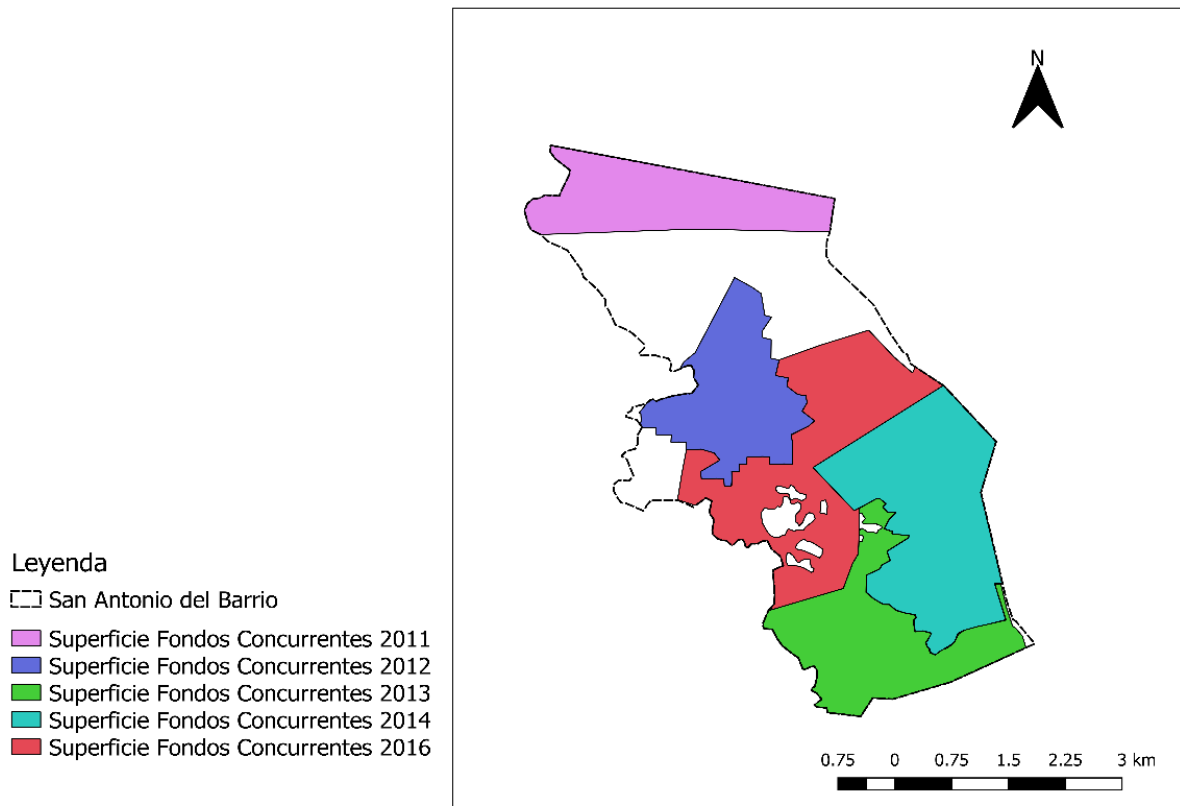 N
Leyenda
San Antonio del Barrio
Superficie Fondos Concurrentes 2011
Superficie Fondos Concurrentes 2012
Superficie Fondos Concurrentes 2013
Superficie Fondos Concurrentes 2014
Superficie Fondos Concurrentes 2016
0.75 0 0.75 1.5 2.25 3 km